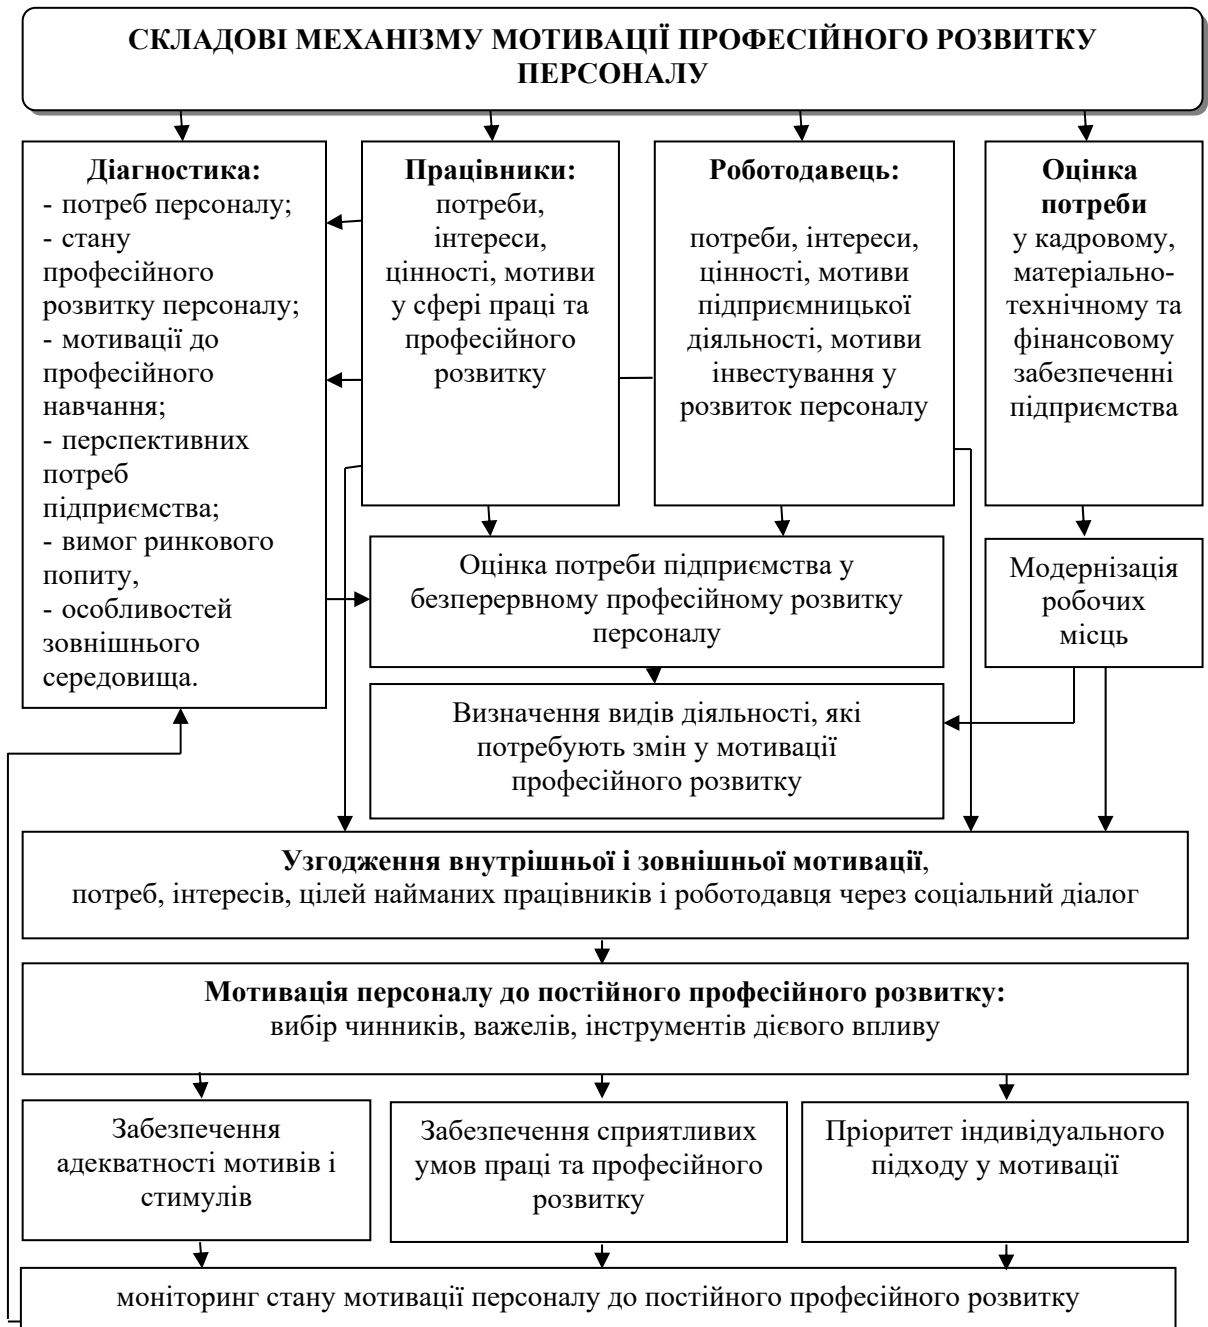 СКЛАДОВІ МЕХАНІЗМУ МОТИВАЦІЇ ПРОФЕСІЙНОГО РОЗВИТКУ
ПЕРСОНАЛУ
Діагностика:
- потреб персоналу;
- стану
професійного
розвитку персоналу;
- мотивації до
професійного
навчання;
- перспективних
потреб
підприємства;
- вимог ринкового
попиту,
- особливостей
зовнішнього
середовища.
Працівники:
потреби,
інтереси,
цінності, мотиви
у сфері праці та
професійного
розвитку
Роботодавець:
потреби, інтереси,
цінності, мотиви
підприємницької
діяльності, мотиви
інвестування у
розвиток персоналу
Оцінка
потреби
у кадровому,
матеріально-
технічному та
фінансовому
забезпеченні
підприємства
Оцінка потреби підприємства у
безперервному професійному розвитку
персоналу
Модернізація
робочих
місць
Визначення видів діяльності, які
потребують змін у мотивації
професійного розвитку
Узгодження внутрішньої і зовнішньої мотивації,
потреб, інтересів, цілей найманих працівників і роботодавця через соціальний діалог
Мотивація персоналу до постійного професійного розвитку:
вибір чинників, важелів, інструментів дієвого впливу
Забезпечення
адекватності мотивів і
стимулів
Забезпечення сприятливих
умов праці та професійного
розвитку
Пріоритет індивідуального
підходу у мотивації
моніторинг стану мотивації персоналу до постійного професійного розвитку